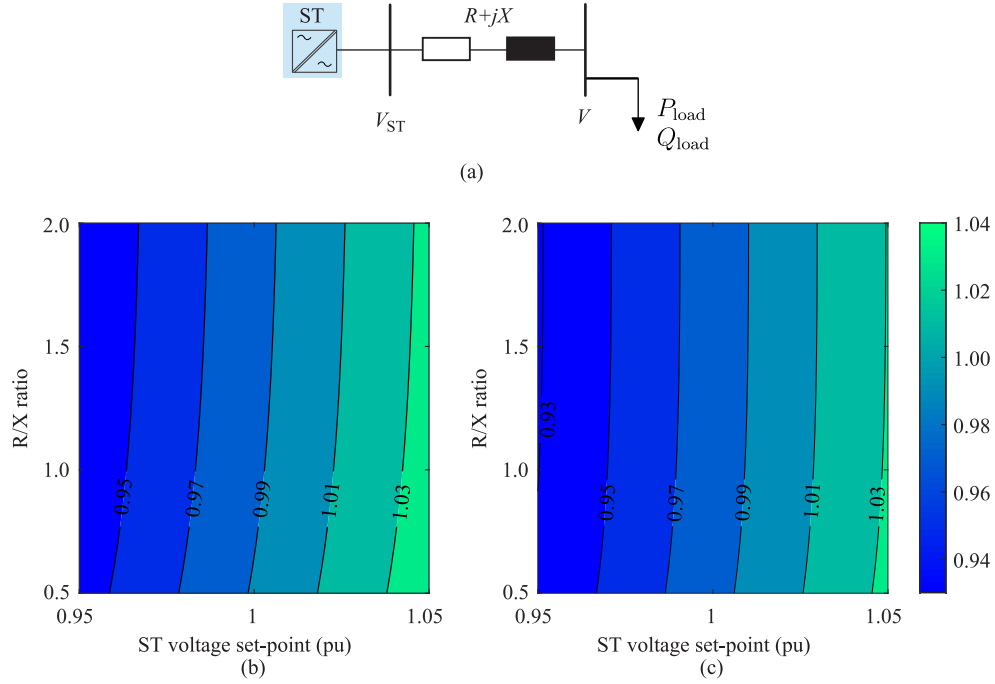 ST
R+jX
V_ST
V
P_load
Q_load
(a)
2.0
1.5
1.0
0.5
R/X ratio
0.95
0.97
0.99
1.01
1.03
0.95
1
1.05
ST voltage set-point (pu)
(b)
2.0
1.5
1.0
0.5
R/X ratio
0.93
0.95
0.97
0.99
1.01
1.03
0.95
1
1.05
ST voltage set-point (pu)
(c)
1.04
1.02
1.00
0.98
0.96
0.94